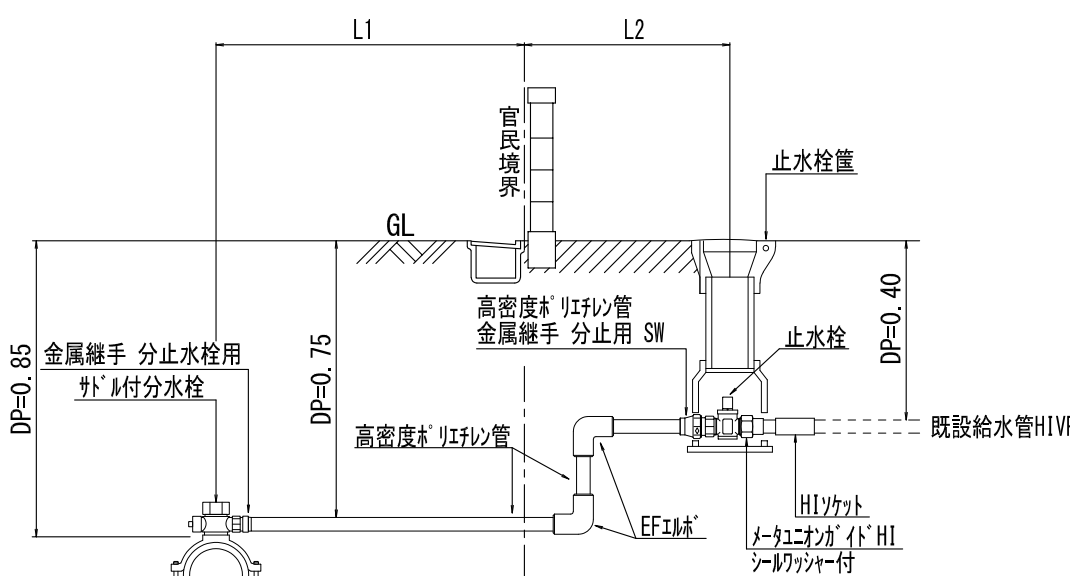 L1
L2
官民境界
止水栓筐
GL
高密度ﾎﾟﾘｴﾁﾚﾝ管
金属継手 分止用 SW
DP=0.40
止水栓
DP=0.85
DP=0.75
金属継手 分止水栓用
ｻﾄﾞﾙ付分水栓
高密度ﾎﾟﾘｴﾁﾚﾝ管
既設給水管HIVP
HIｿｹｯﾄ
EFｴﾙﾎﾞ
ﾒｰﾀﾕﾆｵﾝｶﾞｲﾄﾞHI
ｼｰﾙﾜｯｼｬｰ付